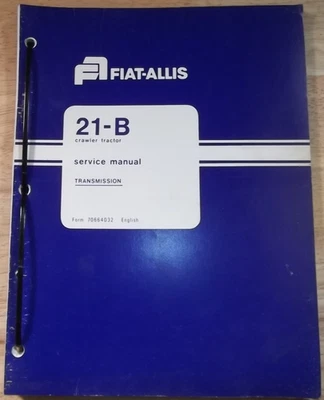 FIAT-ALLIS
21-B
crawler tractor
service manual
TRANSMISSION
Form 70664032 English